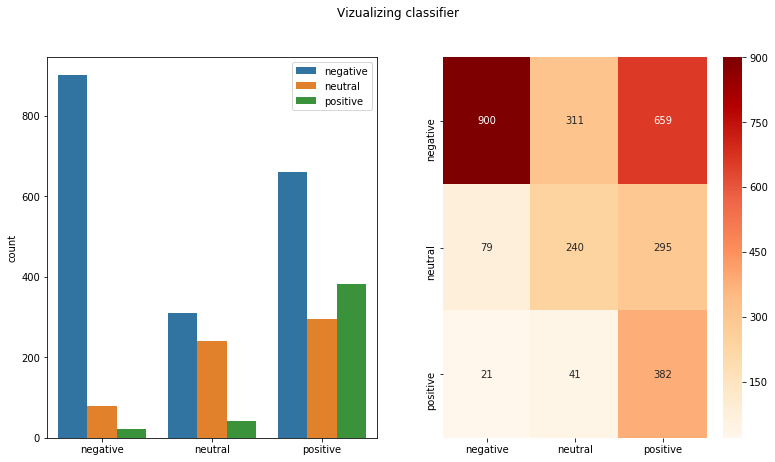 Vizualizing classifier
count
800
600
400
200
0
negative
neutral
positive
negative
neutral
positive
negative
neutral
positive
900 311 659
79 240 295
21 41 382
negative neutral positive
900
750
600
450
300
150